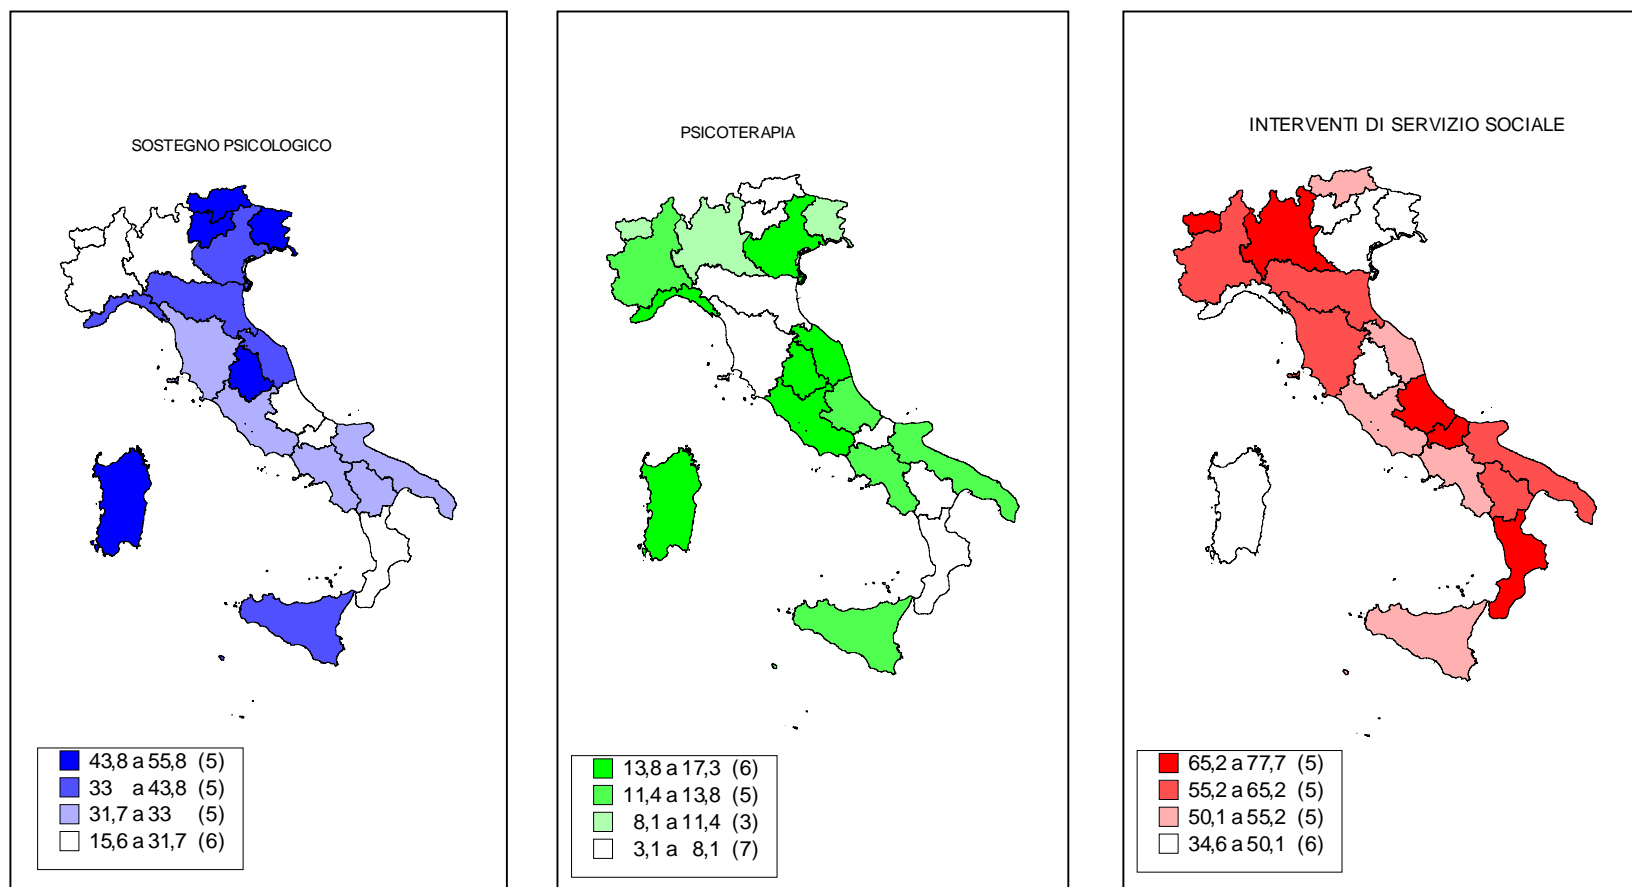 SOSTEGNO PSICOLOGICO
43,8 a 55,8 (5)
33 a 43,8 (5)
31,7 a 33 (5)
15,6 a 31,7 (6)
PSICOTERAPIA
13,8 a 17,3 (6)
11,4 a 13,8 (5)
8,1 a 11,4 (3)
3,1 a 8,1 (7)
INTERVENTI DI SERVIZIO SOCIALE
65,2 a 77,7 (5)
55,2 a 65,2 (5)
50,1 a 55,2 (5)
34,6 a 50,1 (6)